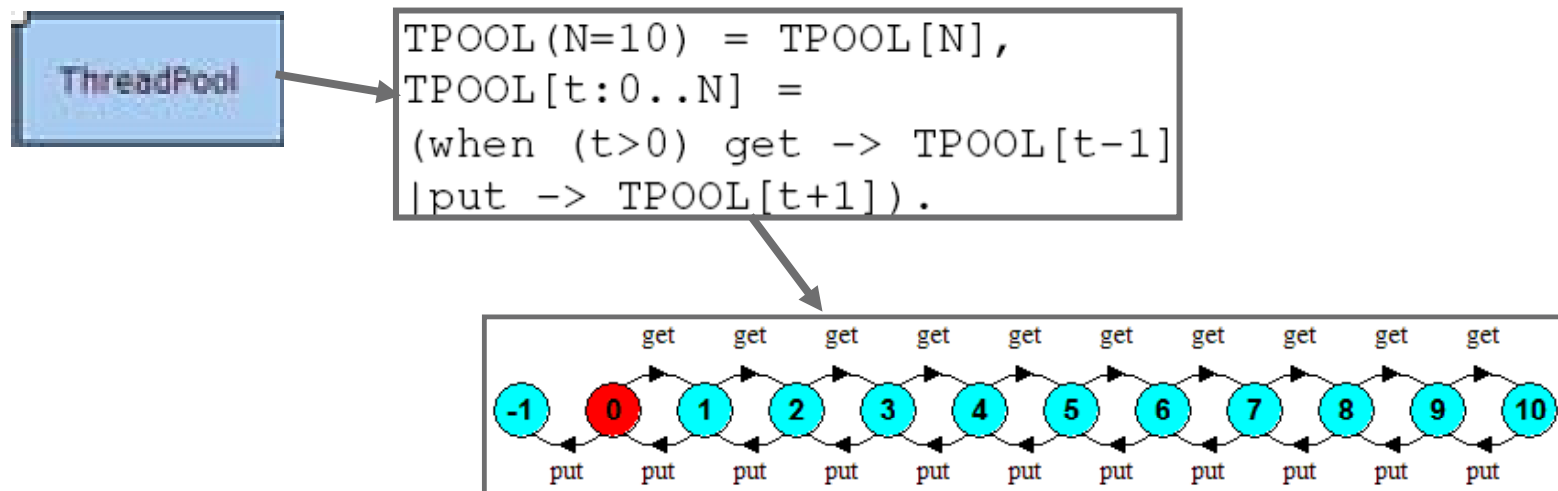 ThreadPool
TPOOL(N=10) = TPOOL[N],
TPOOL[t:0..N] =
(when (t>0) get -> TPOOL[t-1]
|put -> TPOOL[t+1]).
get get get get get get get get get get
-1 0 1 2 3 4 5 6 7 8 9 10
put put put put put put put put put put put